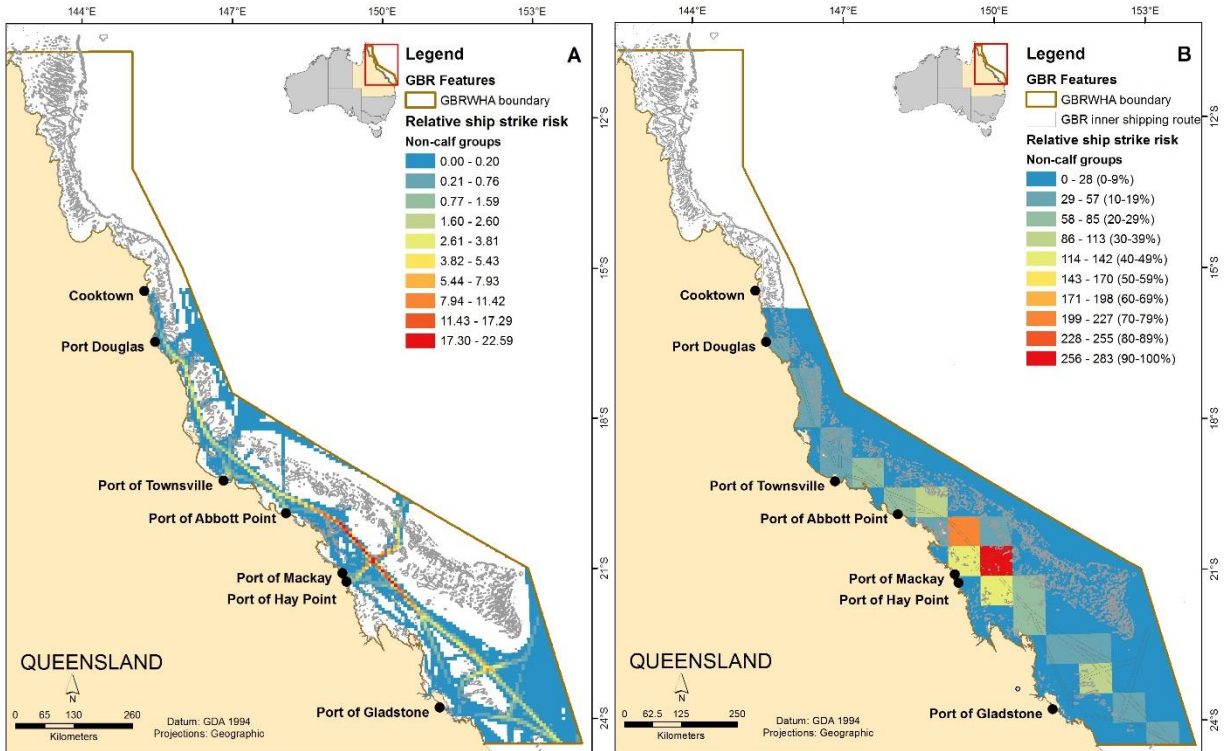 144°E
147°E
150°E
153°E
A
Legend
GBR Features
GBRWHA boundary
Relative ship strike risk
Non-calf groups
0.00 - 0.20
0.21 - 0.76
0.77 - 1.59
1.60 - 2.60
2.61 - 3.81
3.82 - 5.43
5.44 - 7.93
7.94 - 11.42
11.43 - 17.29
17.30 - 22.59
12°S
15°S
18°S
21°S
24°S
Cooktown
Port Douglas
Port of Townsville
Port of Abbott Point
Port of Mackay
Port of Hay Point
Port of Gladstone
QUEENSLAND
N
0 65 130 260
Kilometers
Datum: GDA 1994
Projections: Geographic
144°E
147°E
150°E
153°E
B
Legend
GBR Features
GBRWHA boundary
GBR inner shipping route
Relative ship strike risk
Non-calf groups
0 - 28 (0-9%)
29 - 57 (10-19%)
58 - 85 (20-29%)
86 - 113 (30-39%)
114 - 142 (40-49%)
143 - 170 (50-59%)
171 - 198 (60-69%)
199 - 227 (70-79%)
228 - 255 (80-89%)
256 - 283 (90-100%)
12°S
15°S
18°S
21°S
24°S
Cooktown
Port Douglas
Port of Townsville
Port of Abbott Point
Port of Mackay
Port of Hay Point
Port of Gladstone
QUEENSLAND
N
0 62.5 125 250
Kilometers
Datum: GDA 1994
Projections: Geographic